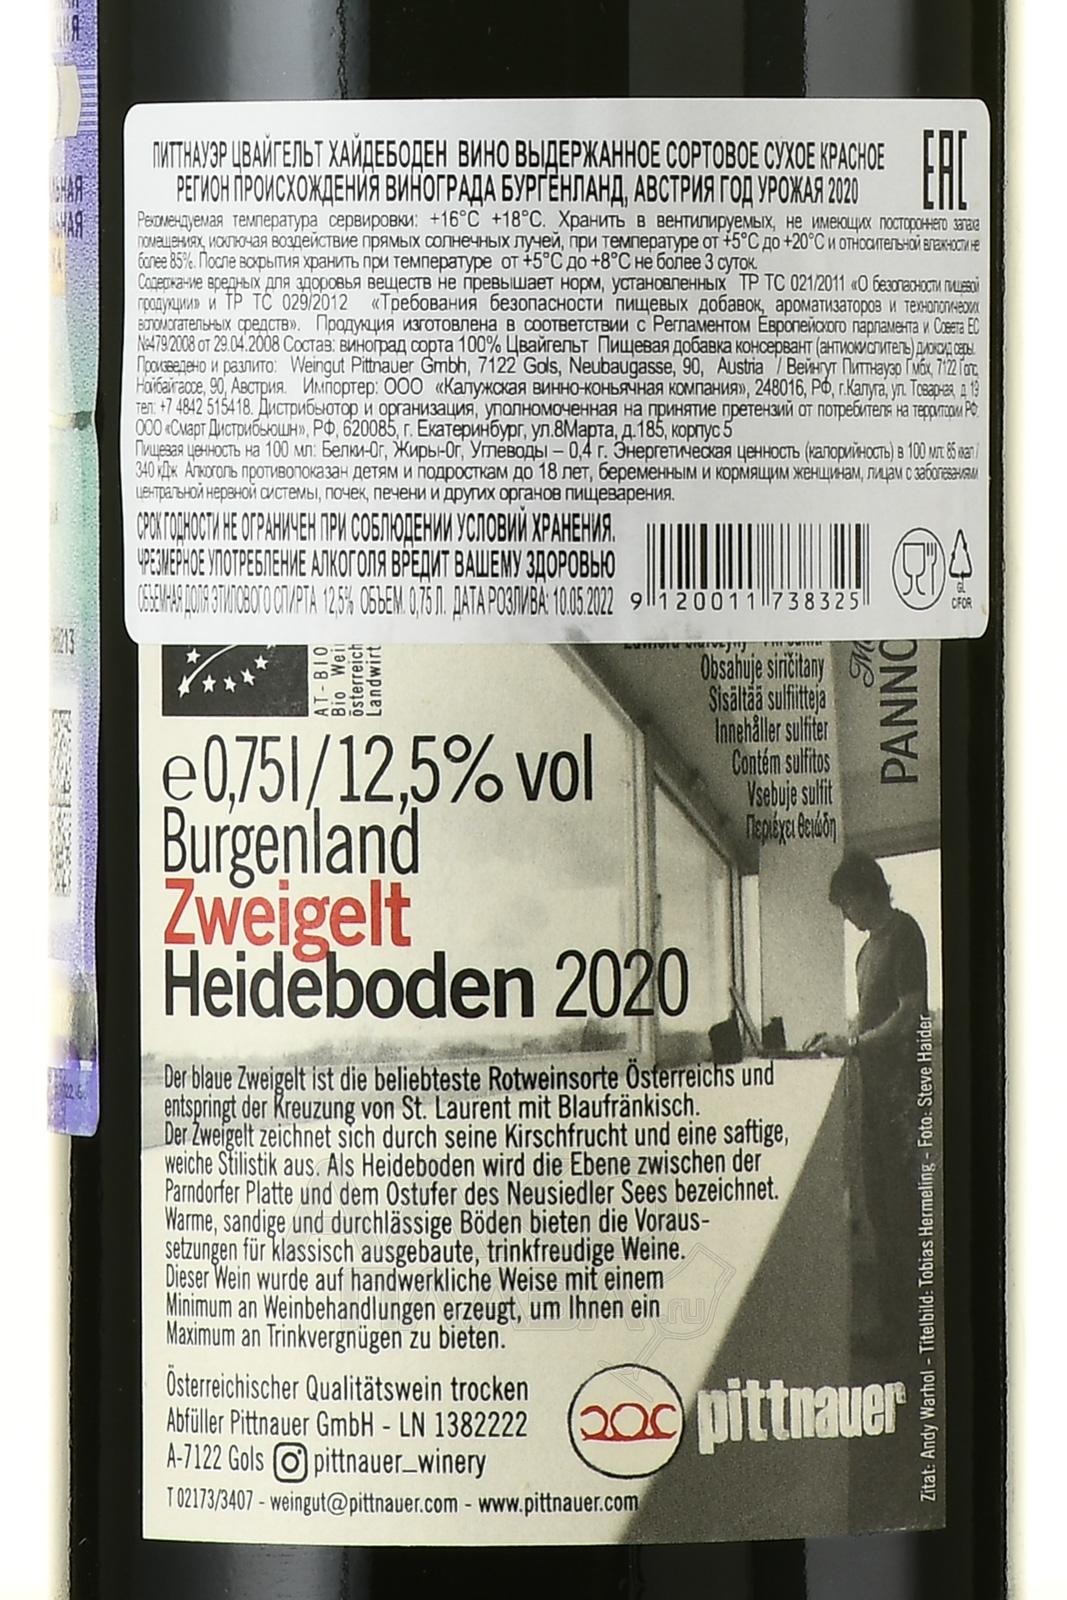 ПИТТНАУЭР ЦВАЙГЕЛЬТ ХАЙДЕБОДЕН ВИНО ВЫДЕРЖАННОЕ СОРТОВОЕ СУХОЕ КРАСНОЕ
РЕГИОН ПРОИСХОЖДЕНИЯ ВИНОГРАДА БУРГЕНЛАНД, АВСТРИЯ ГОД УРОЖАЯ 2020
EAC
Рекомендуемая температура сервировки: +16°C +18°C. Хранить в вентилируемых, не имеющих постороннего запаха
помещениях, исключая воздействие прямых солнечных лучей, при температуре от +5°C до +20°C и относительной влажности не
более 85%. После вскрытия хранить при температуре от +5°C до +8°C не более 3 суток.
Содержание вредных для здоровья веществ не превышает норм, установленных ТР ТС 021/2011 «О безопасности пищевой
продукции» и ТР ТС 029/2012 «Требования безопасности пищевых добавок, ароматизаторов и технологических
вспомогательных средств». Продукция изготовлена в соответствии с Регламентом Европейского парламента и Совета ЕС
№479/2008 от 29.04.2008 Состав: виноград сорта 100% Цвайгельт Пищевая добавка консервант (антиокислитель) диоксид серы.
Произведено и разлито: Weingut Pittnauer Gmbh, 7122 Gols, Neubaugasse, 90, Austria / Вейнгут Питтнауэр Гмбх, 7122 Голс,
Нойбайгассе, 90, Австрия. Импортер: ООО «Калужская винно-коньячная компания», 248016, РФ, г.Калуга, ул. Товарная, д.19
тел: +7 4842 515418. Дистрибьютор и организация, уполномоченная на принятие претензий от потребителя на территории РФ:
ООО «Смарт Дистрибьюшн», РФ, 620085, г. Екатеринбург, ул.8Марта, д.185, корпус 5
Пищевая ценность на 100 мл: Белки-0г, Жиры-0г, Углеводы – 0,4 г. Энергетическая ценность (калорийность) в 100 мл: 85 ккал /
340 кДж Алкоголь противопоказан детям и подросткам до 18 лет, беременным и кормящим женщинам, лицам с заболеваниями
центральной нервной системы, почек, печени и других органов пищеварения.
СРОК ГОДНОСТИ НЕ ОГРАНИЧЕН ПРИ СОБЛЮДЕНИИ УСЛОВИЙ ХРАНЕНИЯ.
ЧРЕЗМЕРНОЕ УПОТРЕБЛЕНИЕ АЛКОГОЛЯ ВРЕДИТ ВАШЕМУ ЗДОРОВЬЮ
ОБЪЕМНАЯ ДОЛЯ ЭТИЛОВОГО СПИРТА 12,5% ОБЪЕМ 0,75 Л. ДАТА РОЗЛИВА: 10.05.2022
9 120011 738325
GL
C/FOR
AT-BIO
Bio Wei
österreich
Landwirt
Obsahuje siričitany
Sisältää sulfiitteja
Innehåller sulfiter
Contém sulfitos
Vsebuje sulfit
Περιέχει θειώδη
PANNO
e 0,75l / 12,5% vol
Burgenland
Zweigelt
Heideboden 2020
Der blaue Zweigelt ist die beliebteste Rotweinsorte Österreichs und
entspringt der Kreuzung von St. Laurent mit Blaufränkisch.
Der Zweigelt zeichnet sich durch seine Kirschfrucht und eine saftige,
weiche Stilistik aus. Als Heideboden wird die Ebene zwischen der
Parndorfer Platte und dem Ostufer des Neusiedler Sees bezeichnet.
Warme, sandige und durchlässige Böden bieten die Voraus-
setzungen für klassisch ausgebaute, trinkfreudige Weine.
Dieser Wein wurde auf handwerkliche Weise mit einem
Minimum an Weinbehandlungen erzeugt, um Ihnen ein
Maximum an Trinkvergnügen zu bieten.
Österreichischer Qualitätswein trocken
Abfüller Pittnauer GmbH - LN 1382222
A-7122 Gols pittnauer_winery
T 02173/3407 - weingut@pittnauer.com - www.pittnauer.com
pittnauer
Zitat: Andy Warhol - Titelbild: Tobias Hermeling - Foto: Steve Haider